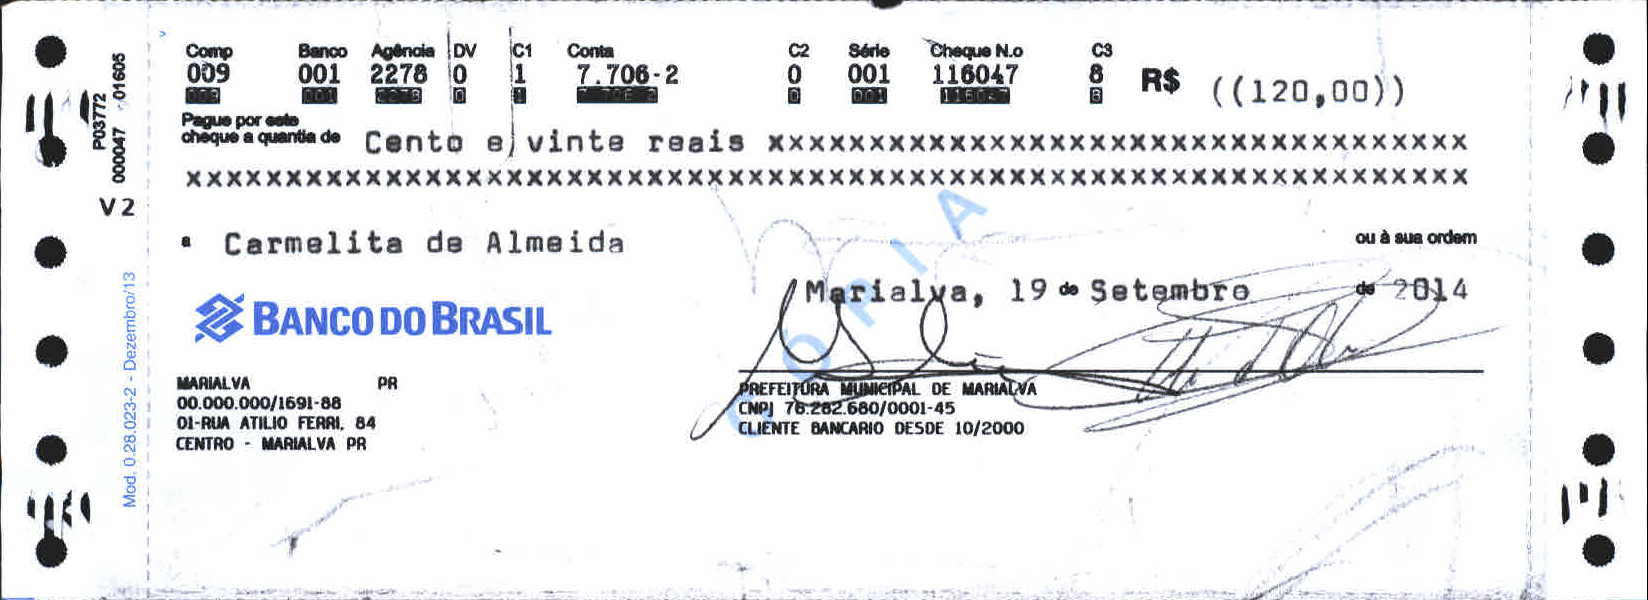 Comp Banco Agência DV C1 Conta C2 Série Cheque N.o C3
009 001 2278 0 1 7.706-2 0 001 116047 8 R$ ((120,00))
Pague por este
cheque a quantia de Cento e vinte reais xxxxxxxxxxxxxxxxxxxxxxxxxxxxxxxxxxx
xxxxxxxxxxxxxxxxxxxxxxxxxxxxxxxxxxxxxxxxxxxxxxxxxxxxxxxxxxxxxxxx
a Carmelita de Almeida ou à sua ordem
Marialva, 19 de Setembro de 2014
BANCO DO BRASIL
MARIALVA PR
00.000.000/1691-88
01-RUA ATILIO FERRI, 84
CENTRO - MARIALVA PR
PREFEITURA MUNICIPAL DE MARIALVA
CNPJ 76.282.680/0001-45
CLIENTE BANCARIO DESDE 10/2000
CÓPIA
P03772
000047 01605
V2
Mod. 0.28.023-2 - Dezembro/13